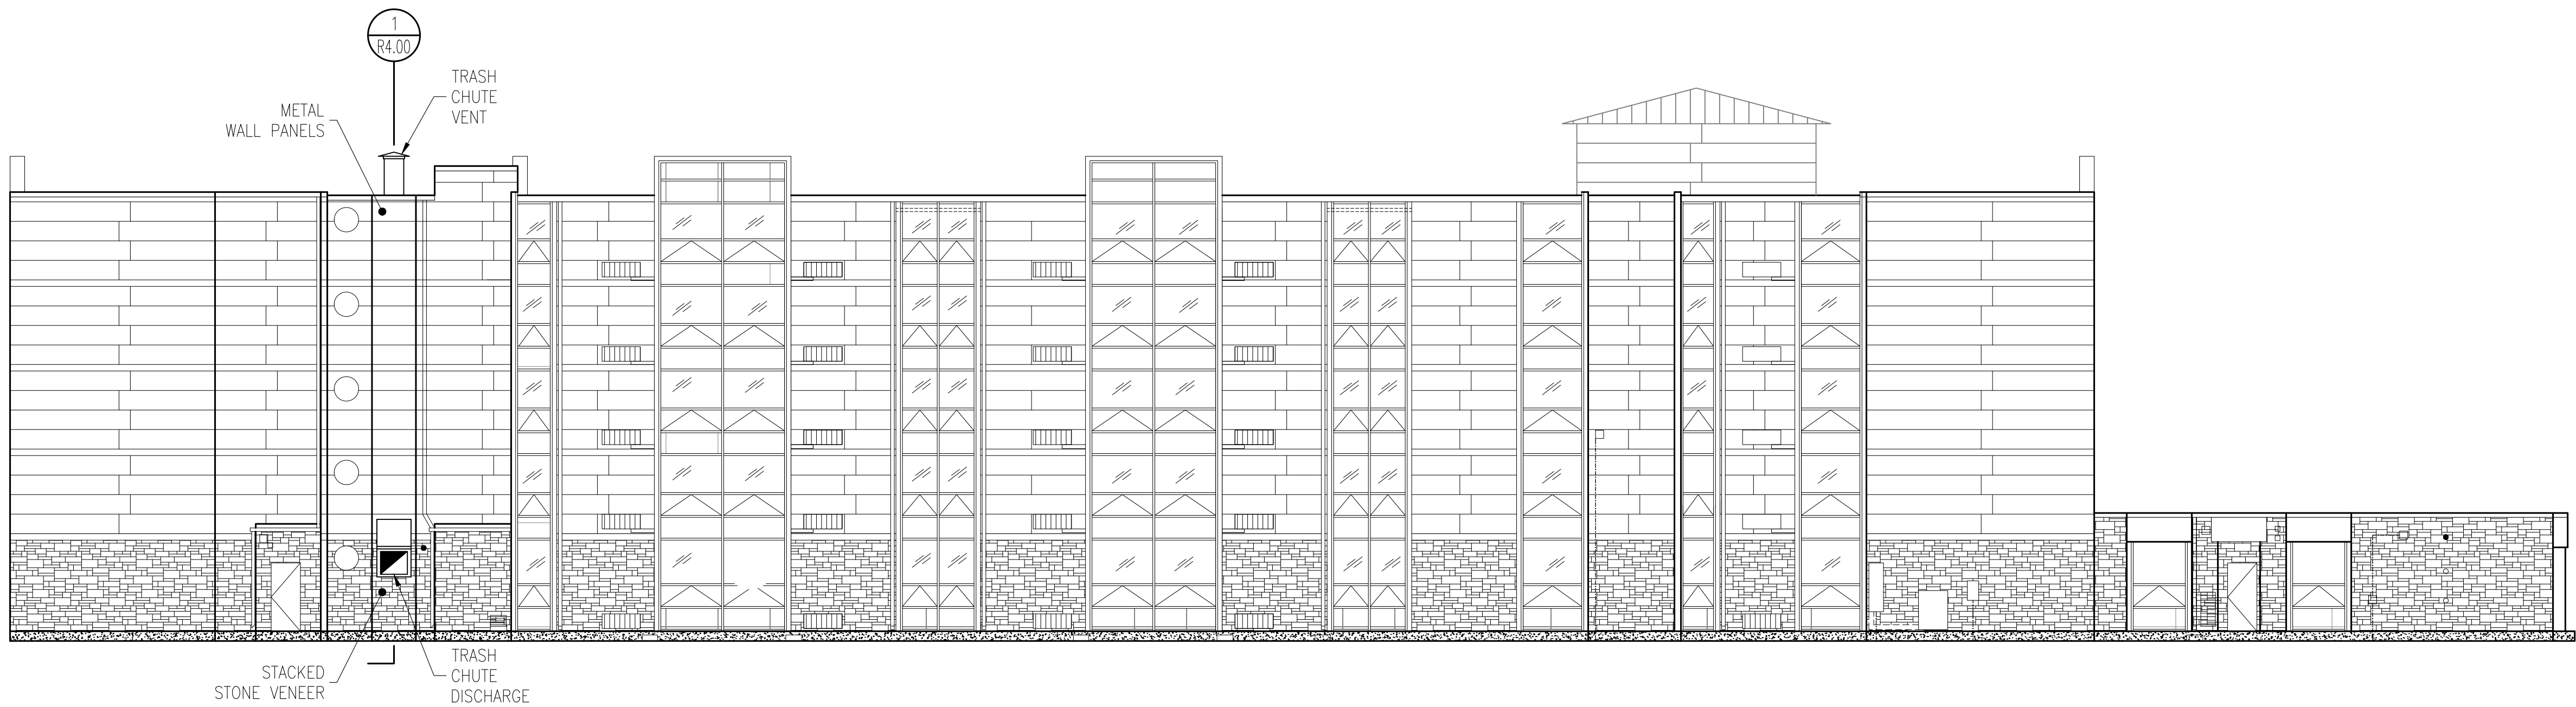 1
R4.00
TRASH
CHUTE
VENT
METAL
WALL PANELS
STACKED
STONE VENEER
TRASH
CHUTE
DISCHARGE